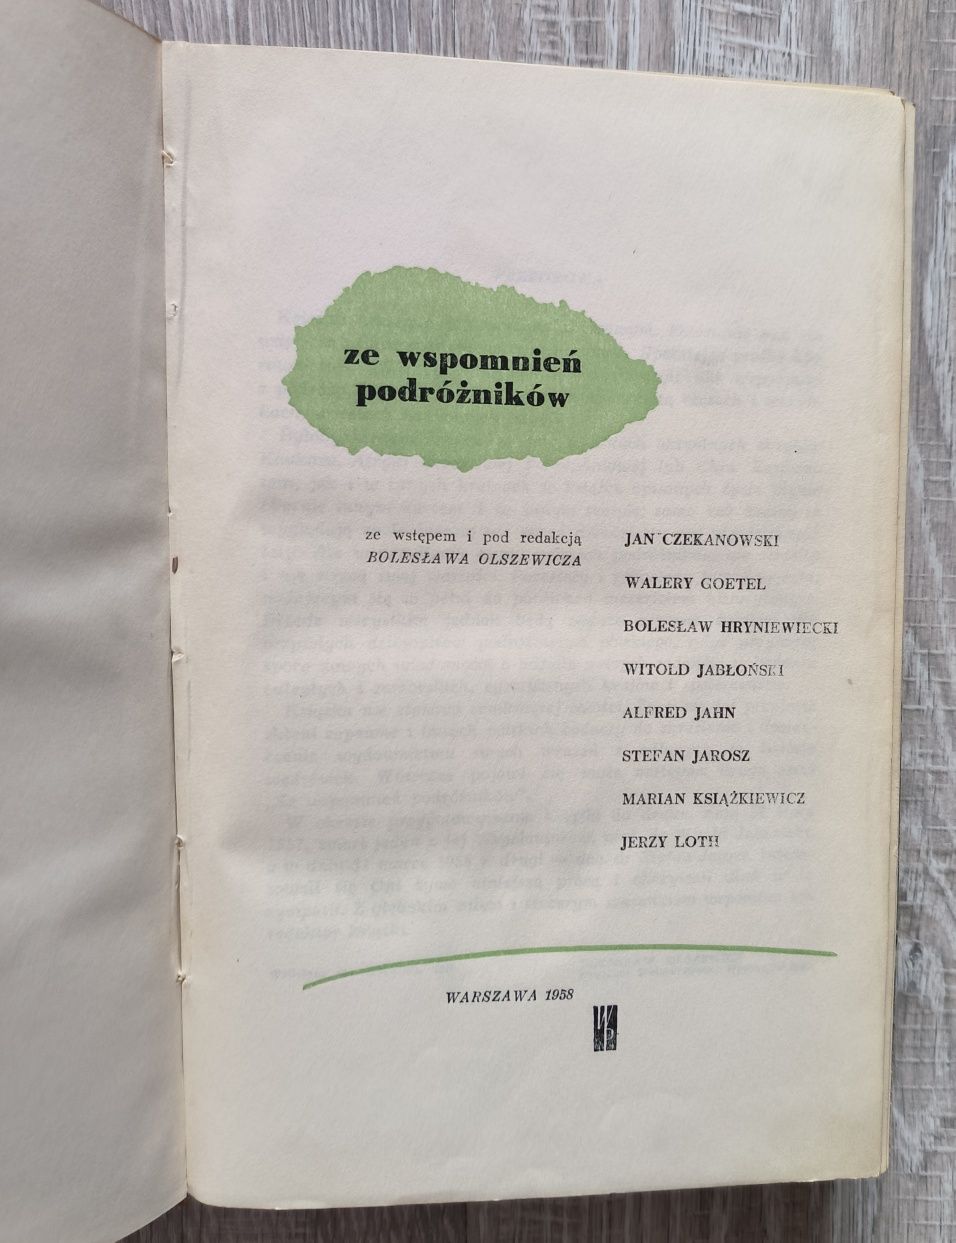 ze wspomnień
podróżników
ze wstępem i pod redakcją
BOLESŁAWA OLSZEWICZA
JAN CZEKANOWSKI
WALERY GOETEL
BOLESŁAW HRYNIEWIECKI
WITOLD JABŁOŃSKI
ALFRED JAHN
STEFAN JAROSZ
MARIAN KSIĄŻKIEWICZ
JERZY LOTH
WARSZAWA 1958
WP